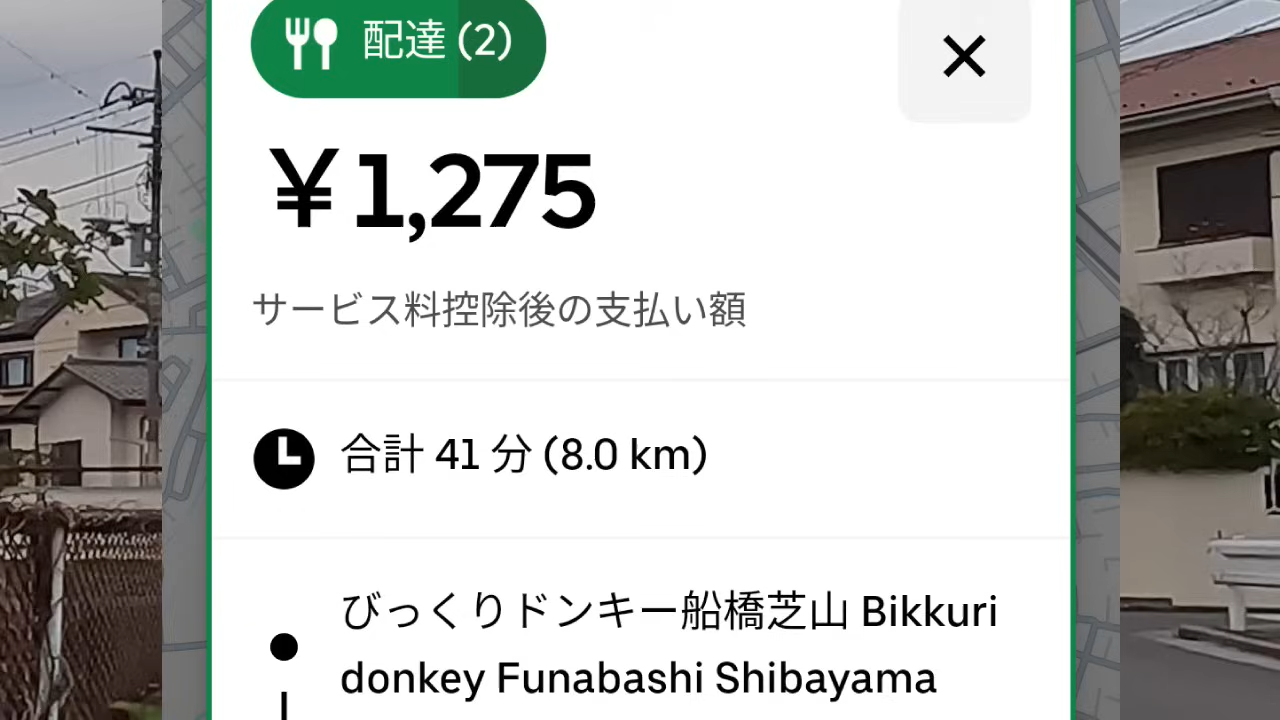 配達 (2)
¥1,275
サービス料控除後の支払い額
合計 41 分 (8.0 km)
びっくりドンキー船橋芝山 Bikkuri
donkey Funabashi Shibayama